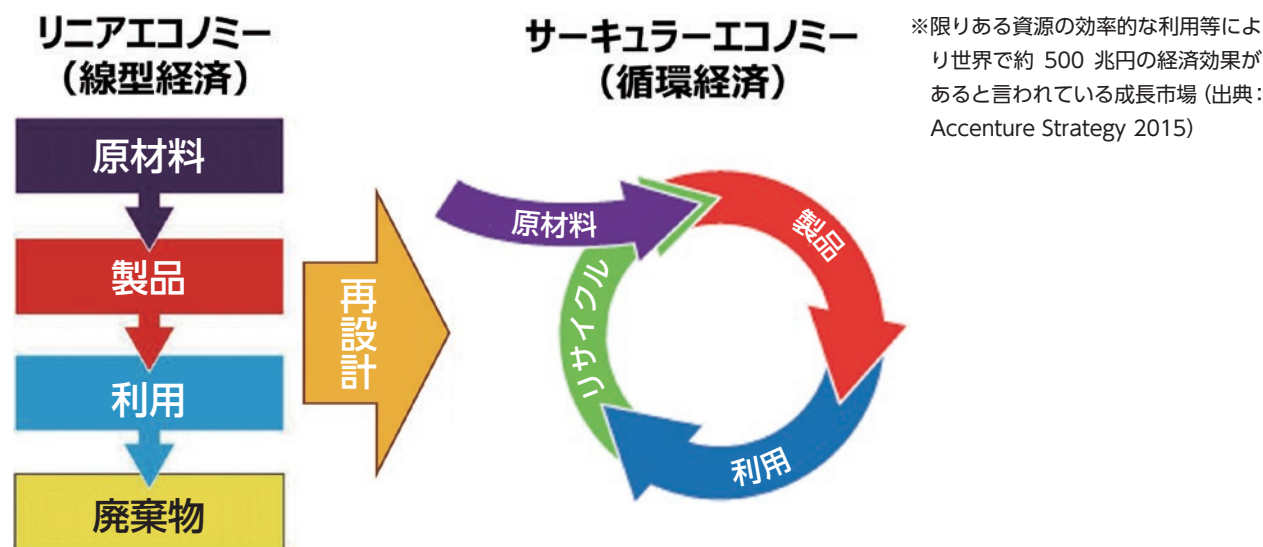 リニアエコノミー
（線型経済）
原材料
製品
利用
廃棄物
再設計
サーキュラーエコノミー
（循環経済）
原材料
製品
利用
リサイクル
※限りある資源の効率的な利用等によ
り世界で約 500 兆円の経済効果が
あると言われている成長市場（出典：
Accenture Strategy 2015）